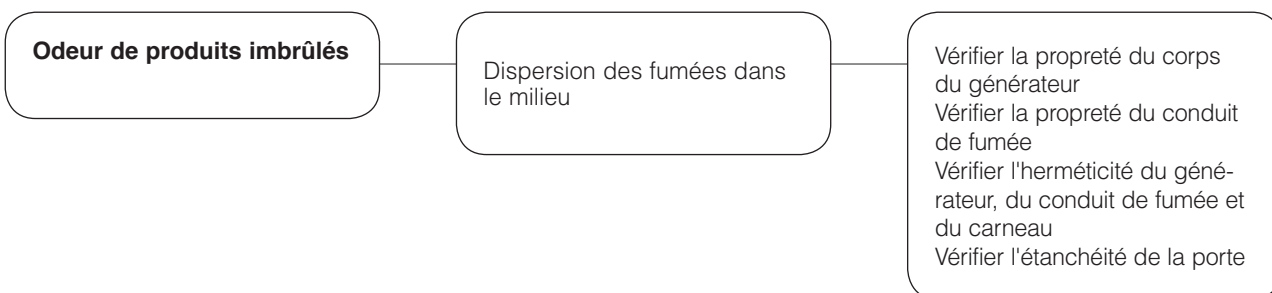 Odeur de produits imbrûlés
Dispersion des fumées dans
le milieu
Vérifier la propreté du corps
du générateur
Vérifier la propreté du conduit
de fumée
Vérifier l'herméticité du géné-
rateur, du conduit de fumée et
du carneau
Vérifier l'étanchéité de la porte